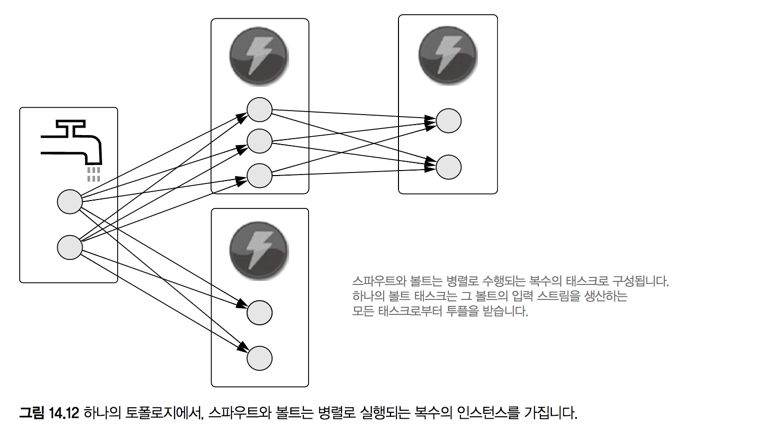 스파우트와 볼트는 병렬로 수행되는 복수의 태스크로 구성됩니다.
하나의 볼트 태스크는 그 볼트의 입력 스트림을 생산하는
모든 태스크로부터 투플을 받습니다.
그림 14.12 하나의 토폴로지에서, 스파우트와 볼트는 병렬로 실행되는 복수의 인스턴스를 가집니다.